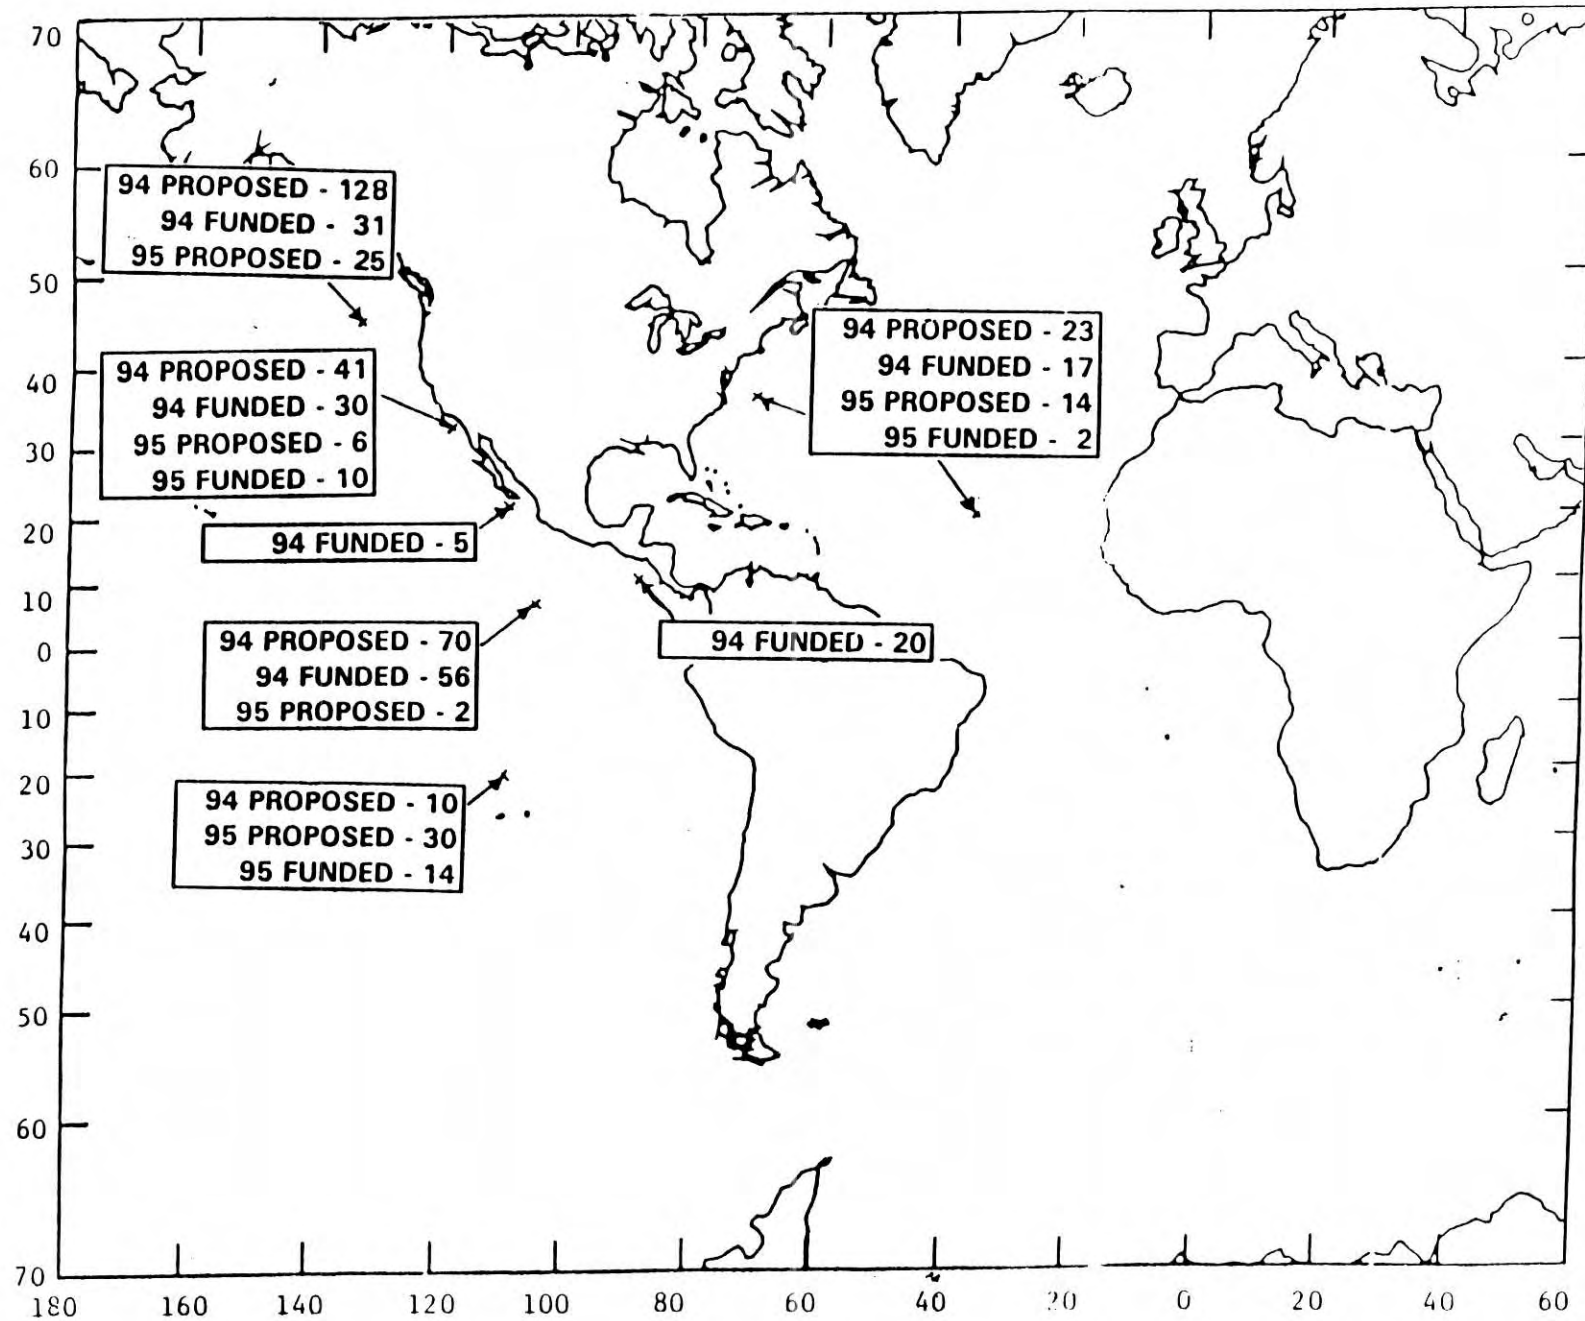 70
60
94 PROPOSED - 128
94 FUNDED - 31
95 PROPOSED - 25
50
94 PROPOSED - 23
94 FUNDED - 17
95 PROPOSED - 14
95 FUNDED - 2
40
94 PROPOSED - 41
94 FUNDED - 30
95 PROPOSED - 6
95 FUNDED - 10
30
20
94 FUNDED - 5
10
0
94 PROPOSED - 70
94 FUNDED - 56
95 PROPOSED - 2
94 FUNDED - 20
10
20
94 PROPOSED - 10
95 PROPOSED - 30
95 FUNDED - 14
30
40
50
60
70
180 160 140 120 100 80 60 40 20 0 20 40 60